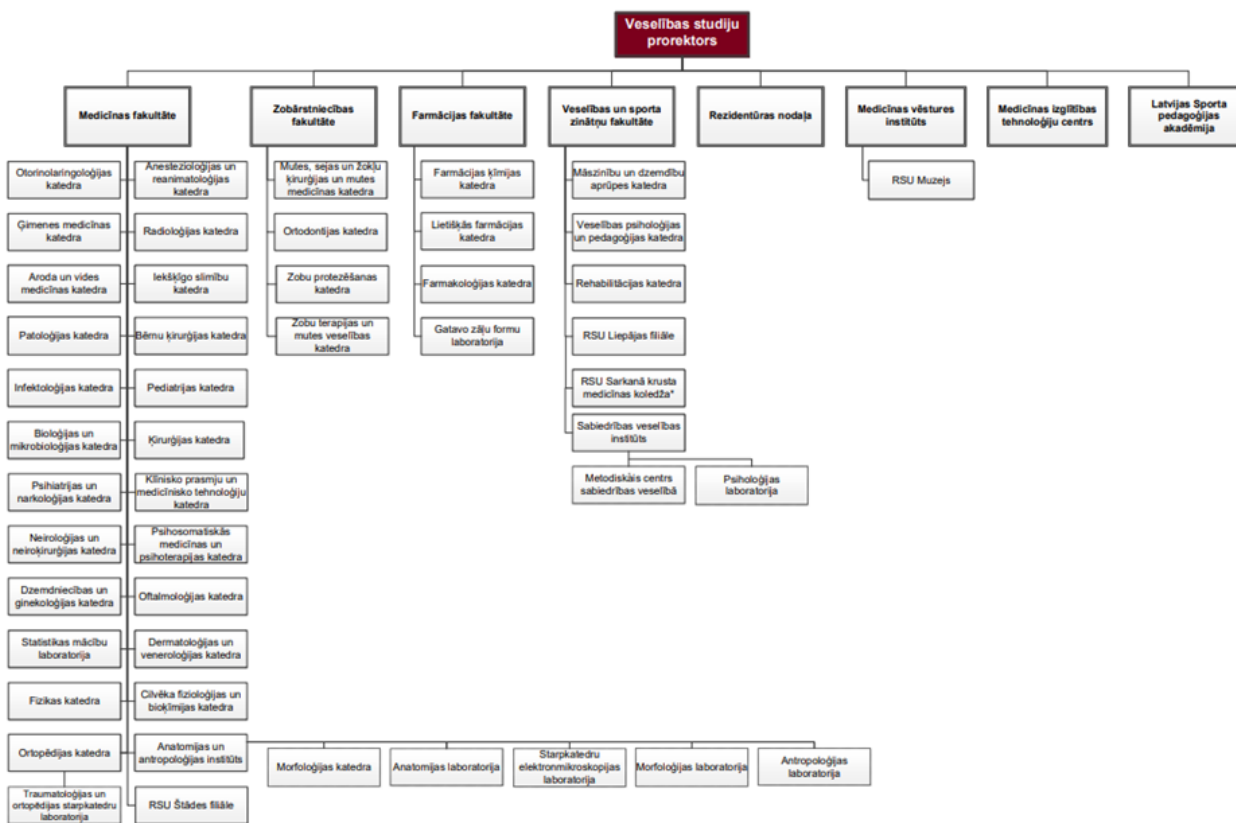 Veselības studiju
prorektors
Medicīnas fakultāte
Zobārstniecības
fakultāte
Farmācijas fakultāte
Veselības un sporta
zinātņu fakultāte
Rezidentūras nodaļa
Medicīnas vēstures
institūts
Medicīnas izglītības
tehnoloģiju centrs
Latvijas Sporta
pedagoģijas
akadēmija
Otorinolaringoloģijas
katedra
Anestezioloģijas un
reanimatoloģijas
katedra
Ģimenes medicīnas
katedra
Radioloģijas katedra
Aroda un vides
medicīnas katedra
Iekšķīgo slimību
katedra
Patoloģijas katedra
Bērnu ķirurģijas katedra
Infektoloģijas katedra
Pediatrijas katedra
Bioloģijas un
mikrobioloģijas katedra
Ķirurģijas katedra
Psihiatrijas un
narkoloģijas katedra
Klīnisko prasmju un
medicīnisko tehnoloģiju
katedra
Neiroloģijas un
neiroķirurģijas katedra
Psihosomatiskās
medicīnas un
psihoterapijas katedra
Dzemdniecības un
ginekoloģijas katedra
Oftalmoloģijas katedra
Statistikas mācību
laboratorija
Dermatoloģijas un
veneroloģijas katedra
Fizikas katedra
Cilvēka fizioloģijas un
bioķīmijas katedra
Ortopēdijas katedra
Anatomijas un
antropoloģijas institūts
Traumatoloģijas un
ortopēdijas starpkatedru
laboratorija
RSU Štādes filiāle
Morfoloģijas katedra
Anatomijas laboratorija
Starpkatedru
elektronmikroskopijas
laboratorija
Morfoloģijas laboratorija
Antropoloģijas
laboratorija
Mutes, sejas un žokļu
ķirurģijas un mutes
medicīnas katedra
Ortodontijas katedra
Zobu protezēšanas
katedra
Zobu terapijas un
mutes veselības
katedra
Farmācijas ķīmijas
katedra
Lietišķās farmācijas
katedra
Farmakoloģijas katedra
Gatavo zāļu formu
laboratorija
Māszinību un dzemdību
aprūpes katedra
Veselības psiholoģijas
un pedagoģijas katedra
Rehabilitācijas katedra
RSU Liepājas filiāle
RSU Sarkanā krusta
medicīnas koledža*
Sabiedrības veselības
institūts
Metodiskais centrs
sabiedrības veselībā
Psiholoģijas
laboratorija
RSU Muzejs